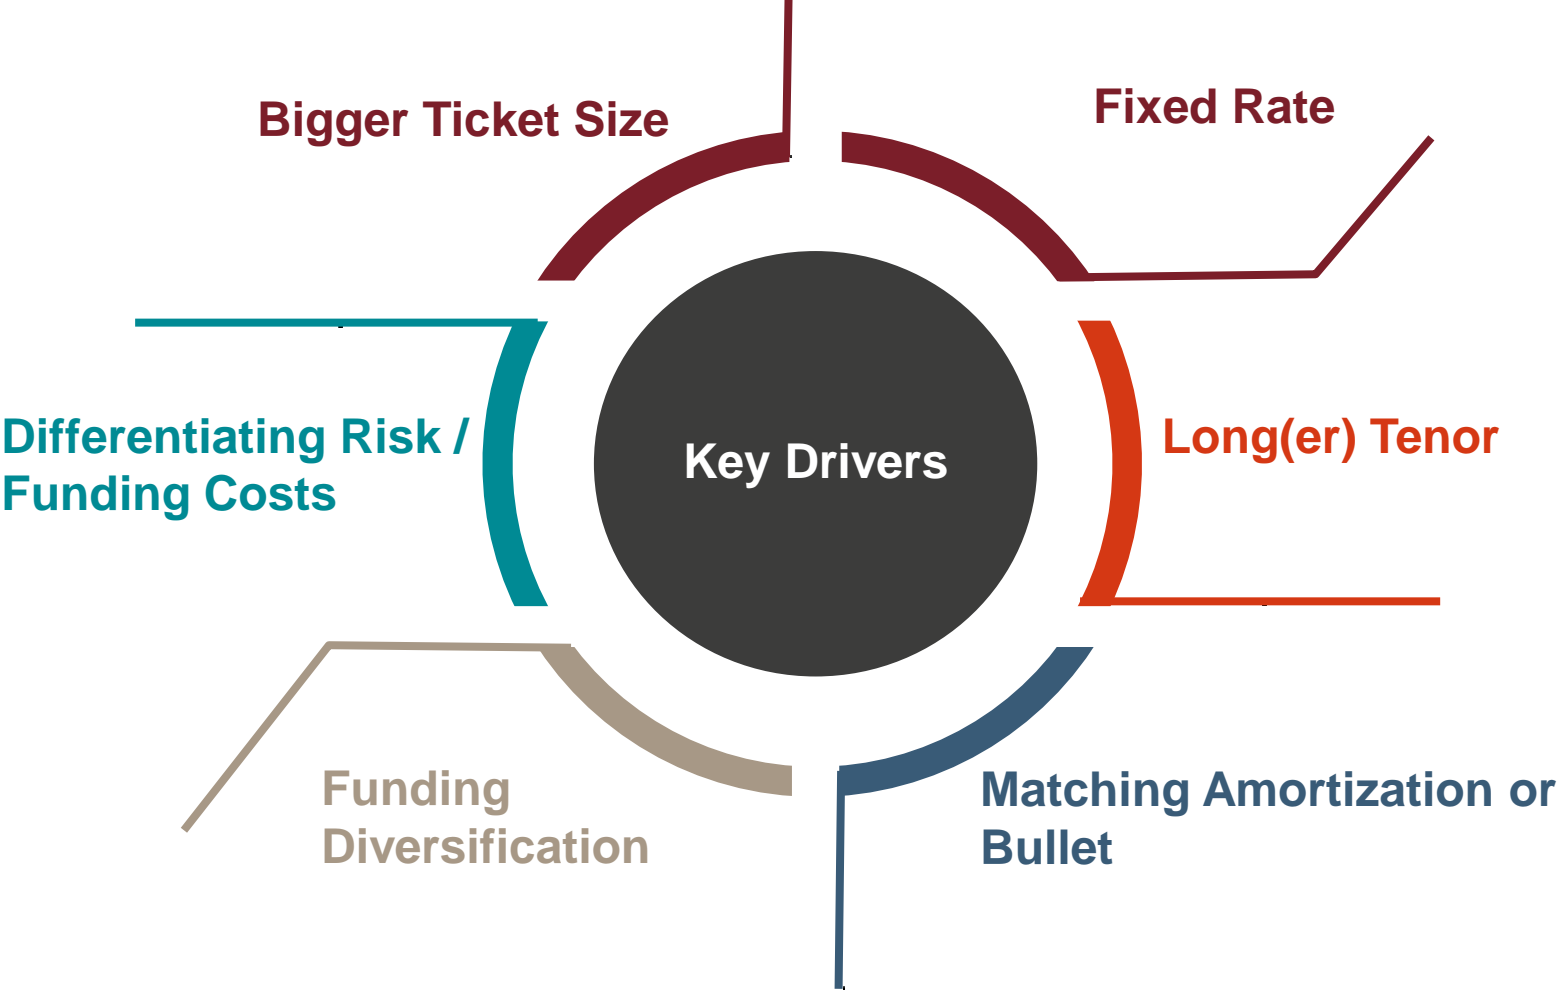 Bigger Ticket Size
Fixed Rate
Differentiating Risk /
Funding Costs
Key Drivers
Long(er) Tenor
Funding
Diversification
Matching Amortization or
Bullet